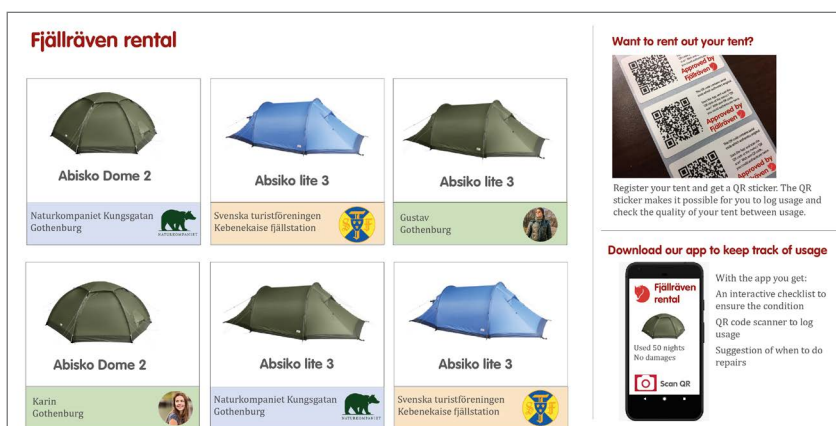 Fjällräven rental
Abisko Dome 2
Naturkompaniet Kungsgatan
Gothenburg
NATURKOMPANIET
Absiko lite 3
Svenska turistföreningen
Kebenekaise fjällstation
STF
Absiko lite 3
Gustav
Gothenburg
Abisko Dome 2
Karin
Gothenburg
Absiko lite 3
Naturkompaniet Kungsgatan
Gothenburg
NATURKOMPANIET
Absiko lite 3
Svenska turistföreningen
Kebenekaise fjällstation
STF
Want to rent out your tent?
Approved by
Fjällräven
Approved by
Fjällräven
Approved by
Register your tent and get a QR sticker. The QR
sticker makes it possible for you to log usage and
check the quality of your tent between usage.
Download our app to keep track of usage
Fjällräven
rental
Used 50 nights
No damages
Scan QR
With the app you get:
An interactive checklist to
ensure the condition
QR code scanner to log
usage
Suggestion of when to do
repairs